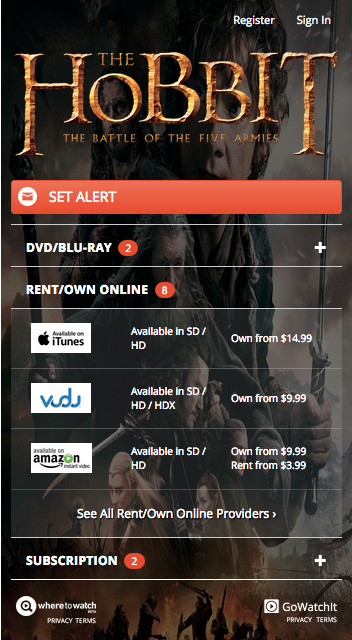 Register Sign In
THE
HOBBIT
THE BATTLE OF THE FIVE ARMIES
SET ALERT
DVD/BLU-RAY 2 +
RENT/OWN ONLINE 8
Available on iTunes
Available in SD / HD
Own from $14.99
vudu
Available in SD / HD / HDX
Own from $9.99
available on amazon instant video
Available in SD / HD
Own from $9.99
Rent from $3.99
See All Rent/Own Online Providers ›
SUBSCRIPTION 2 +
wheretowatch BETA
PRIVACY TERMS
GoWatchIt
PRIVACY TERMS